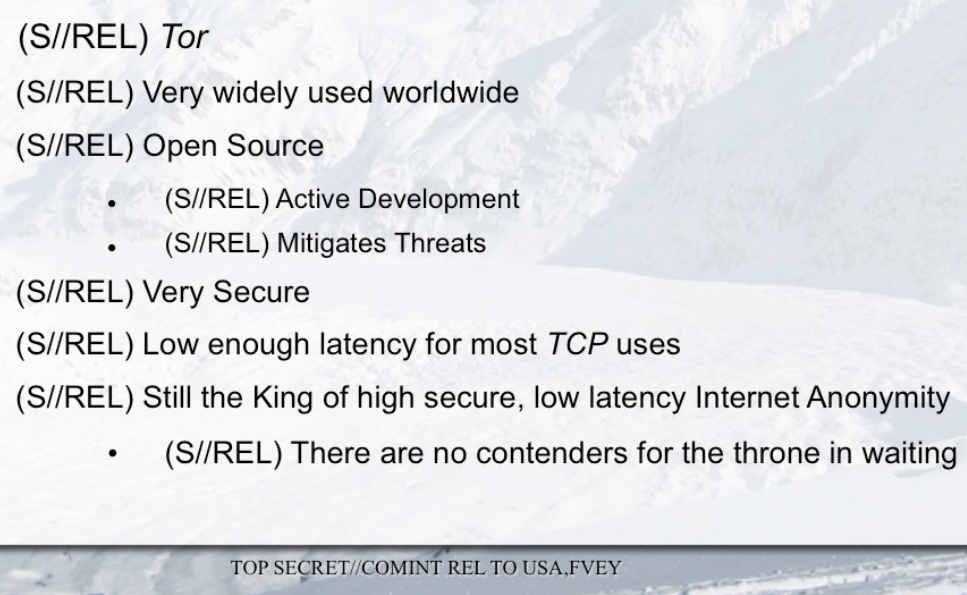 (S//REL) Tor
(S//REL) Very widely used worldwide
(S//REL) Open Source
• (S//REL) Active Development
• (S//REL) Mitigates Threats
(S//REL) Very Secure
(S//REL) Low enough latency for most TCP uses
(S//REL) Still the King of high secure, low latency Internet Anonymity
• (S//REL) There are no contenders for the throne in waiting
TOP SECRET//COMINT REL TO USA,FVEY